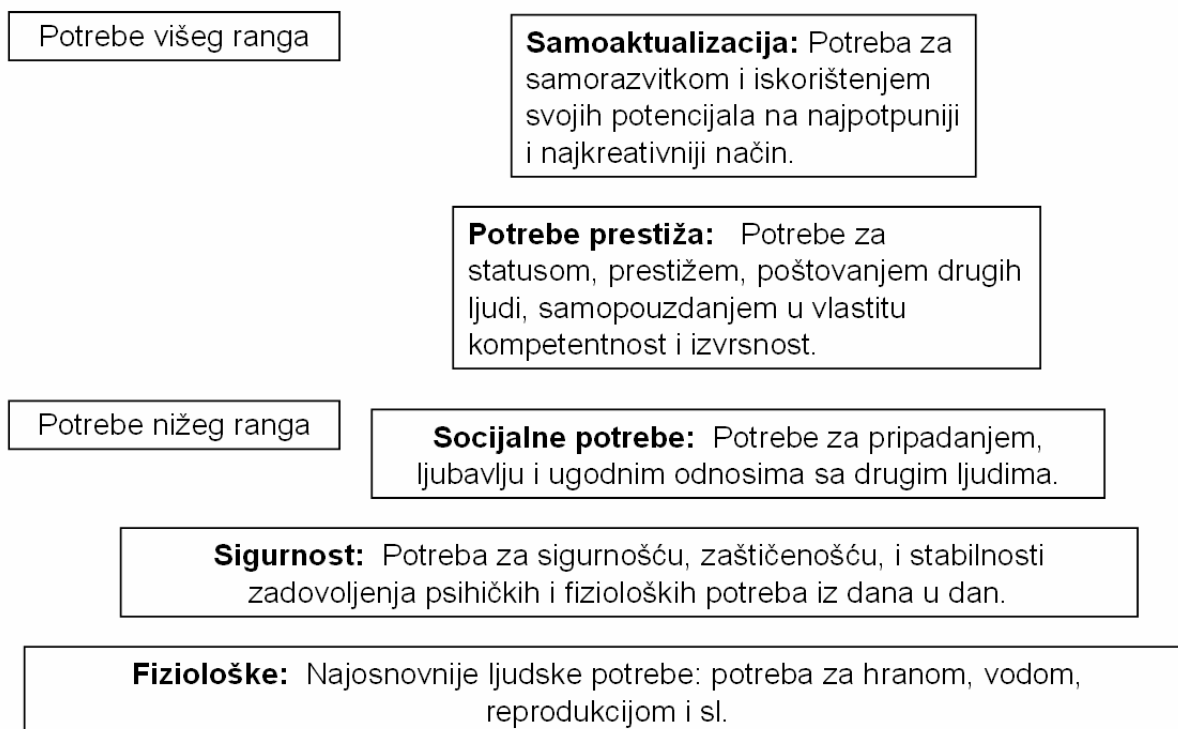 Potrebe višeg ranga
Samoaktualizacija: Potreba za
samorazvitkom i iskorištenjem
svojih potencijala na najpotpuniji
i najkreativniji način.
Potrebe prestiža: Potrebe za
statusom, prestižem, poštovanjem drugih
ljudi, samopouzdanjem u vlastitu
kompetentnost i izvrsnost.
Potrebe nižeg ranga
Socijalne potrebe: Potrebe za pripadanjem,
ljubavlju i ugodnim odnosima sa drugim ljudima.
Sigurnost: Potreba za sigurnošću, zaštičenošću, i stabilnosti
zadovoljenja psihičkih i fizioloških potreba iz dana u dan.
Fiziološke: Najosnovnije ljudske potrebe: potreba za hranom, vodom,
reprodukcijom i sl.